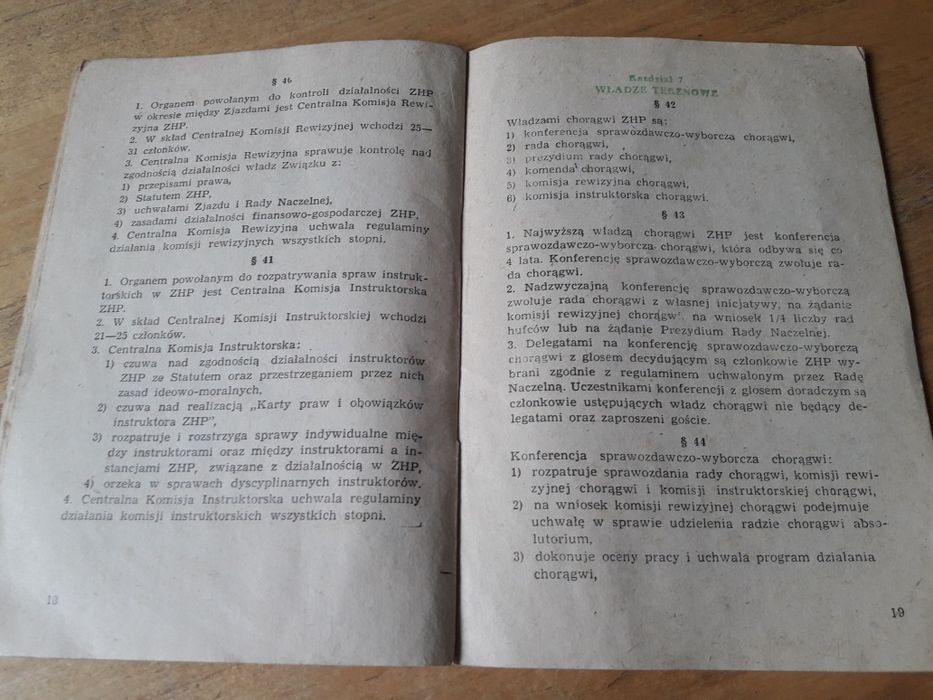 § 40
1. Organem powołanym do kontroli działalności ZHP
w okresie między Zjazdami jest Centralna Komisja Rewi-
zyjna ZHP.
2. W skład Centralnej Komisji Rewizyjnej wchodzi 25—
31 członków.
3. Centralna Komisja Rewizyjna sprawuje kontrolę nad
zgodnością działalności władz Związku z:
1) przepisami prawa,
2) Statutem ZHP,
3) uchwałami Zjazdu i Rady Naczelnej,
4) zasadami działalności finansowo-gospodarczej ZHP.
4. Centralna Komisja Rewizyjna uchwala regulaminy
działania komisji rewizyjnych wszystkich stopni.
§ 41
1. Organem powołanym do rozpatrywania spraw instruk-
torskich w ZHP jest Centralna Komisja Instruktorska
ZHP.
2. W skład Centralnej Komisji Instruktorskiej wchodzi
21—25 członków.
3. Centralna Komisja Instruktorska:
1) czuwa nad zgodnością działalności instruktorów
ZHP ze Statutem oraz przestrzeganiem przez nich
zasad ideowo-moralnych,
2) czuwa nad realizacją „Karty praw i obowiązków
instruktora ZHP",
3) rozpatruje i rozstrzyga sprawy indywidualne mię-
dzy instruktorami oraz między instruktorami a in-
stancjami ZHP, związane z działalnością w ZHP,
4) orzeka w sprawach dyscyplinarnych instruktorów.
4. Centralna Komisja Instruktorska uchwala regulaminy
działania komisji instruktorskich wszystkich stopni.
18
Rozdział 7
WŁADZE TERENOWE
§ 42
Władzami chorągwi ZHP są:
1) konferencja sprawozdawczo-wyborcza chorągwi,
2) rada chorągwi,
3) prezydium rady chorągwi,
4) komenda chorągwi,
5) komisja rewizyjna chorągwi,
6) komisja instruktorska chorągwi.
§ 43
1. Najwyższą władzą chorągwi ZHP jest konferencja
sprawozdawczo-wyborcza chorągwi, która odbywa się co
4 lata. Konferencję sprawozdawczo-wyborczą zwołuje ra-
da chorągwi.
2. Nadzwyczajną konferencję sprawozdawczo-wyborczą
zwołuje rada chorągwi z własnej inicjatywy, na żądanie
komisji rewizyjnej chorągwi, na wniosek 1/4 liczby rad
hufców lub na żądanie Prezydium Rady Naczelnej.
3. Delegatami na konferencję sprawozdawczo-wyborczą
chorągwi z głosem decydującym są członkowie ZHP wy-
brani zgodnie z regulaminem uchwalonym przez Radę
Naczelną. Uczestnikami konferencji z głosem doradczym są
członkowie ustępujących władz chorągwi nie będący de-
legatami oraz zaproszeni goście.
§ 44
Konferencja sprawozdawczo-wyborcza chorągwi:
1) rozpatruje sprawozdania rady chorągwi, komisji rewi-
zyjnej chorągwi i komisji instruktorskiej chorągwi,
2) na wniosek komisji rewizyjnej chorągwi podejmuje
uchwałę w sprawie udzielenia radzie chorągwi abso-
lutorium,
3) dokonuje oceny pracy i uchwala program działania
chorągwi,
19